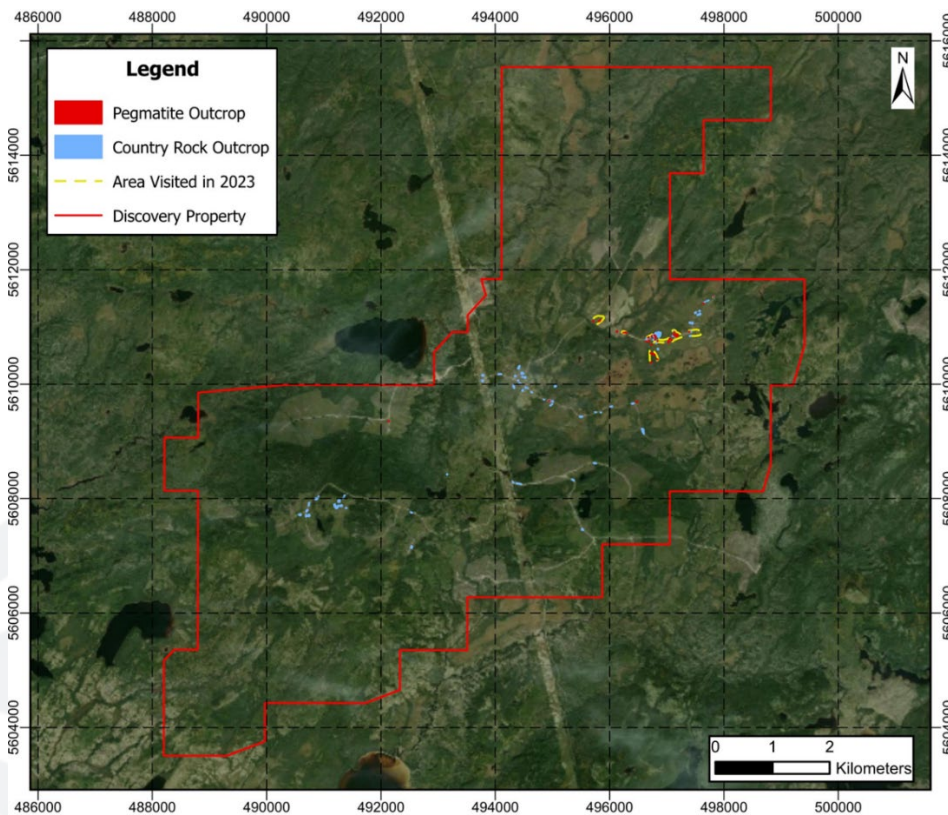 486000 488000 490000 492000 494000 496000 498000 500000
Legend
Pegmatite Outcrop
Country Rock Outcrop
Area Visited in 2023
Discovery Property
N
5616000
5614000 5614000
5612000 5612000
5610000 5610000
5608000 5608000
5606000 5606000
5604000 5604000
0 1 2
Kilometers
486000 488000 490000 492000 494000 496000 498000 500000